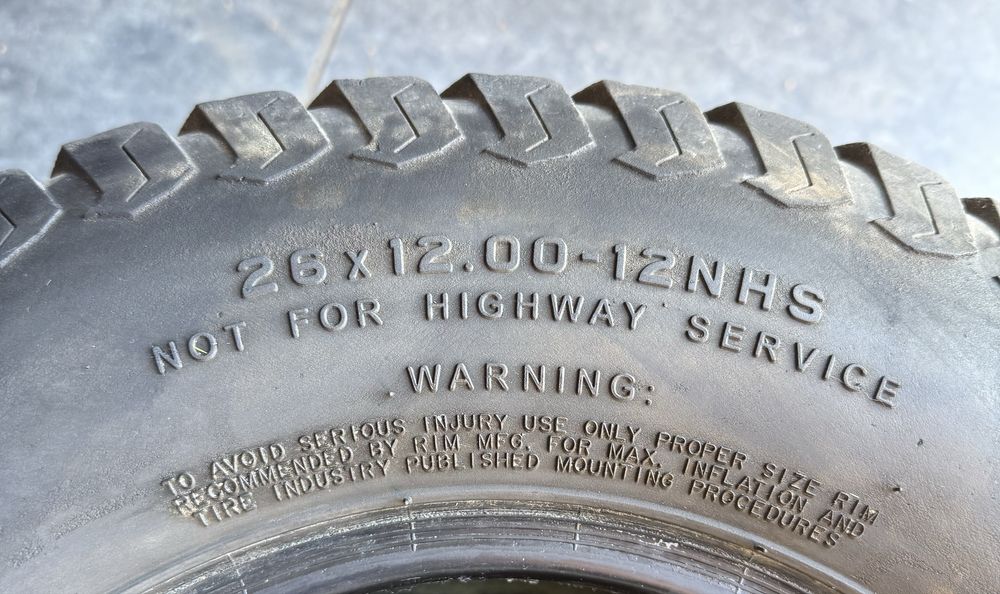 26x12.00-12NHS
NOT FOR HIGHWAY SERVICE
WARNING:
TO AVOID SERIOUS INJURY USE ONLY PROPER SIZE RIM
RECOMMENDED BY RIM MFG. FOR MAX. INFLATION AND
TIRE INDUSTRY PUBLISHED MOUNTING PROCEDURES